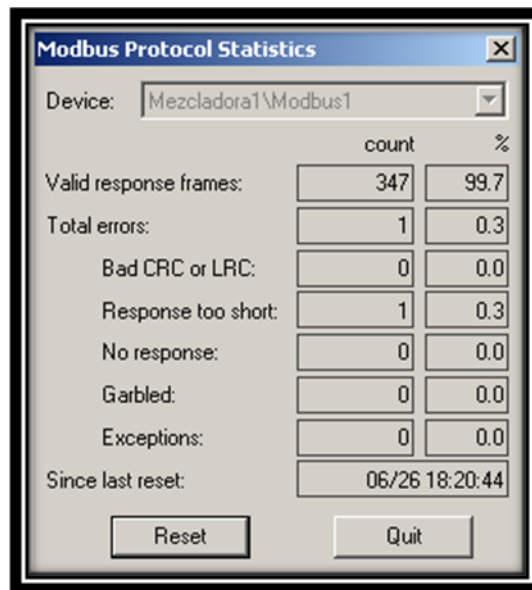 Modbus Protocol Statistics
Device: Mezcladora1\Modbus1
count %
Valid response frames: 347 99.7
Total errors: 1 0.3
Bad CRC or LRC: 0 0.0
Response too short: 1 0.3
No response: 0 0.0
Garbled: 0 0.0
Exceptions: 0 0.0
Since last reset: 06/26 18:20:44
Reset Quit